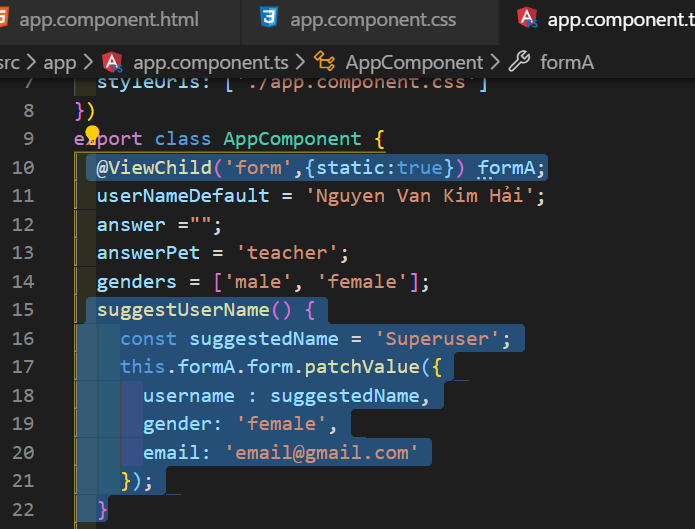 app.component.html app.component.css app.component.t
src > app > app.component.ts > AppComponent > formA
7 styleUrls: ['./app.component.css']
8 })
9 export class AppComponent {
10 @ViewChild('form',{static:true}) formA;
11 userNameDefault = 'Nguyen Van Kim Hải';
12 answer ="";
13 answerPet = 'teacher';
14 genders = ['male', 'female'];
15 suggestUserName() {
16 const suggestedName = 'Superuser';
17 this.formA.form.patchValue({
18 username : suggestedName,
19 gender: 'female',
20 email: 'email@gmail.com'
21 });
22 }